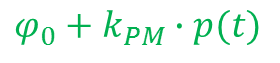 φ₀ + k_PM · p(t)